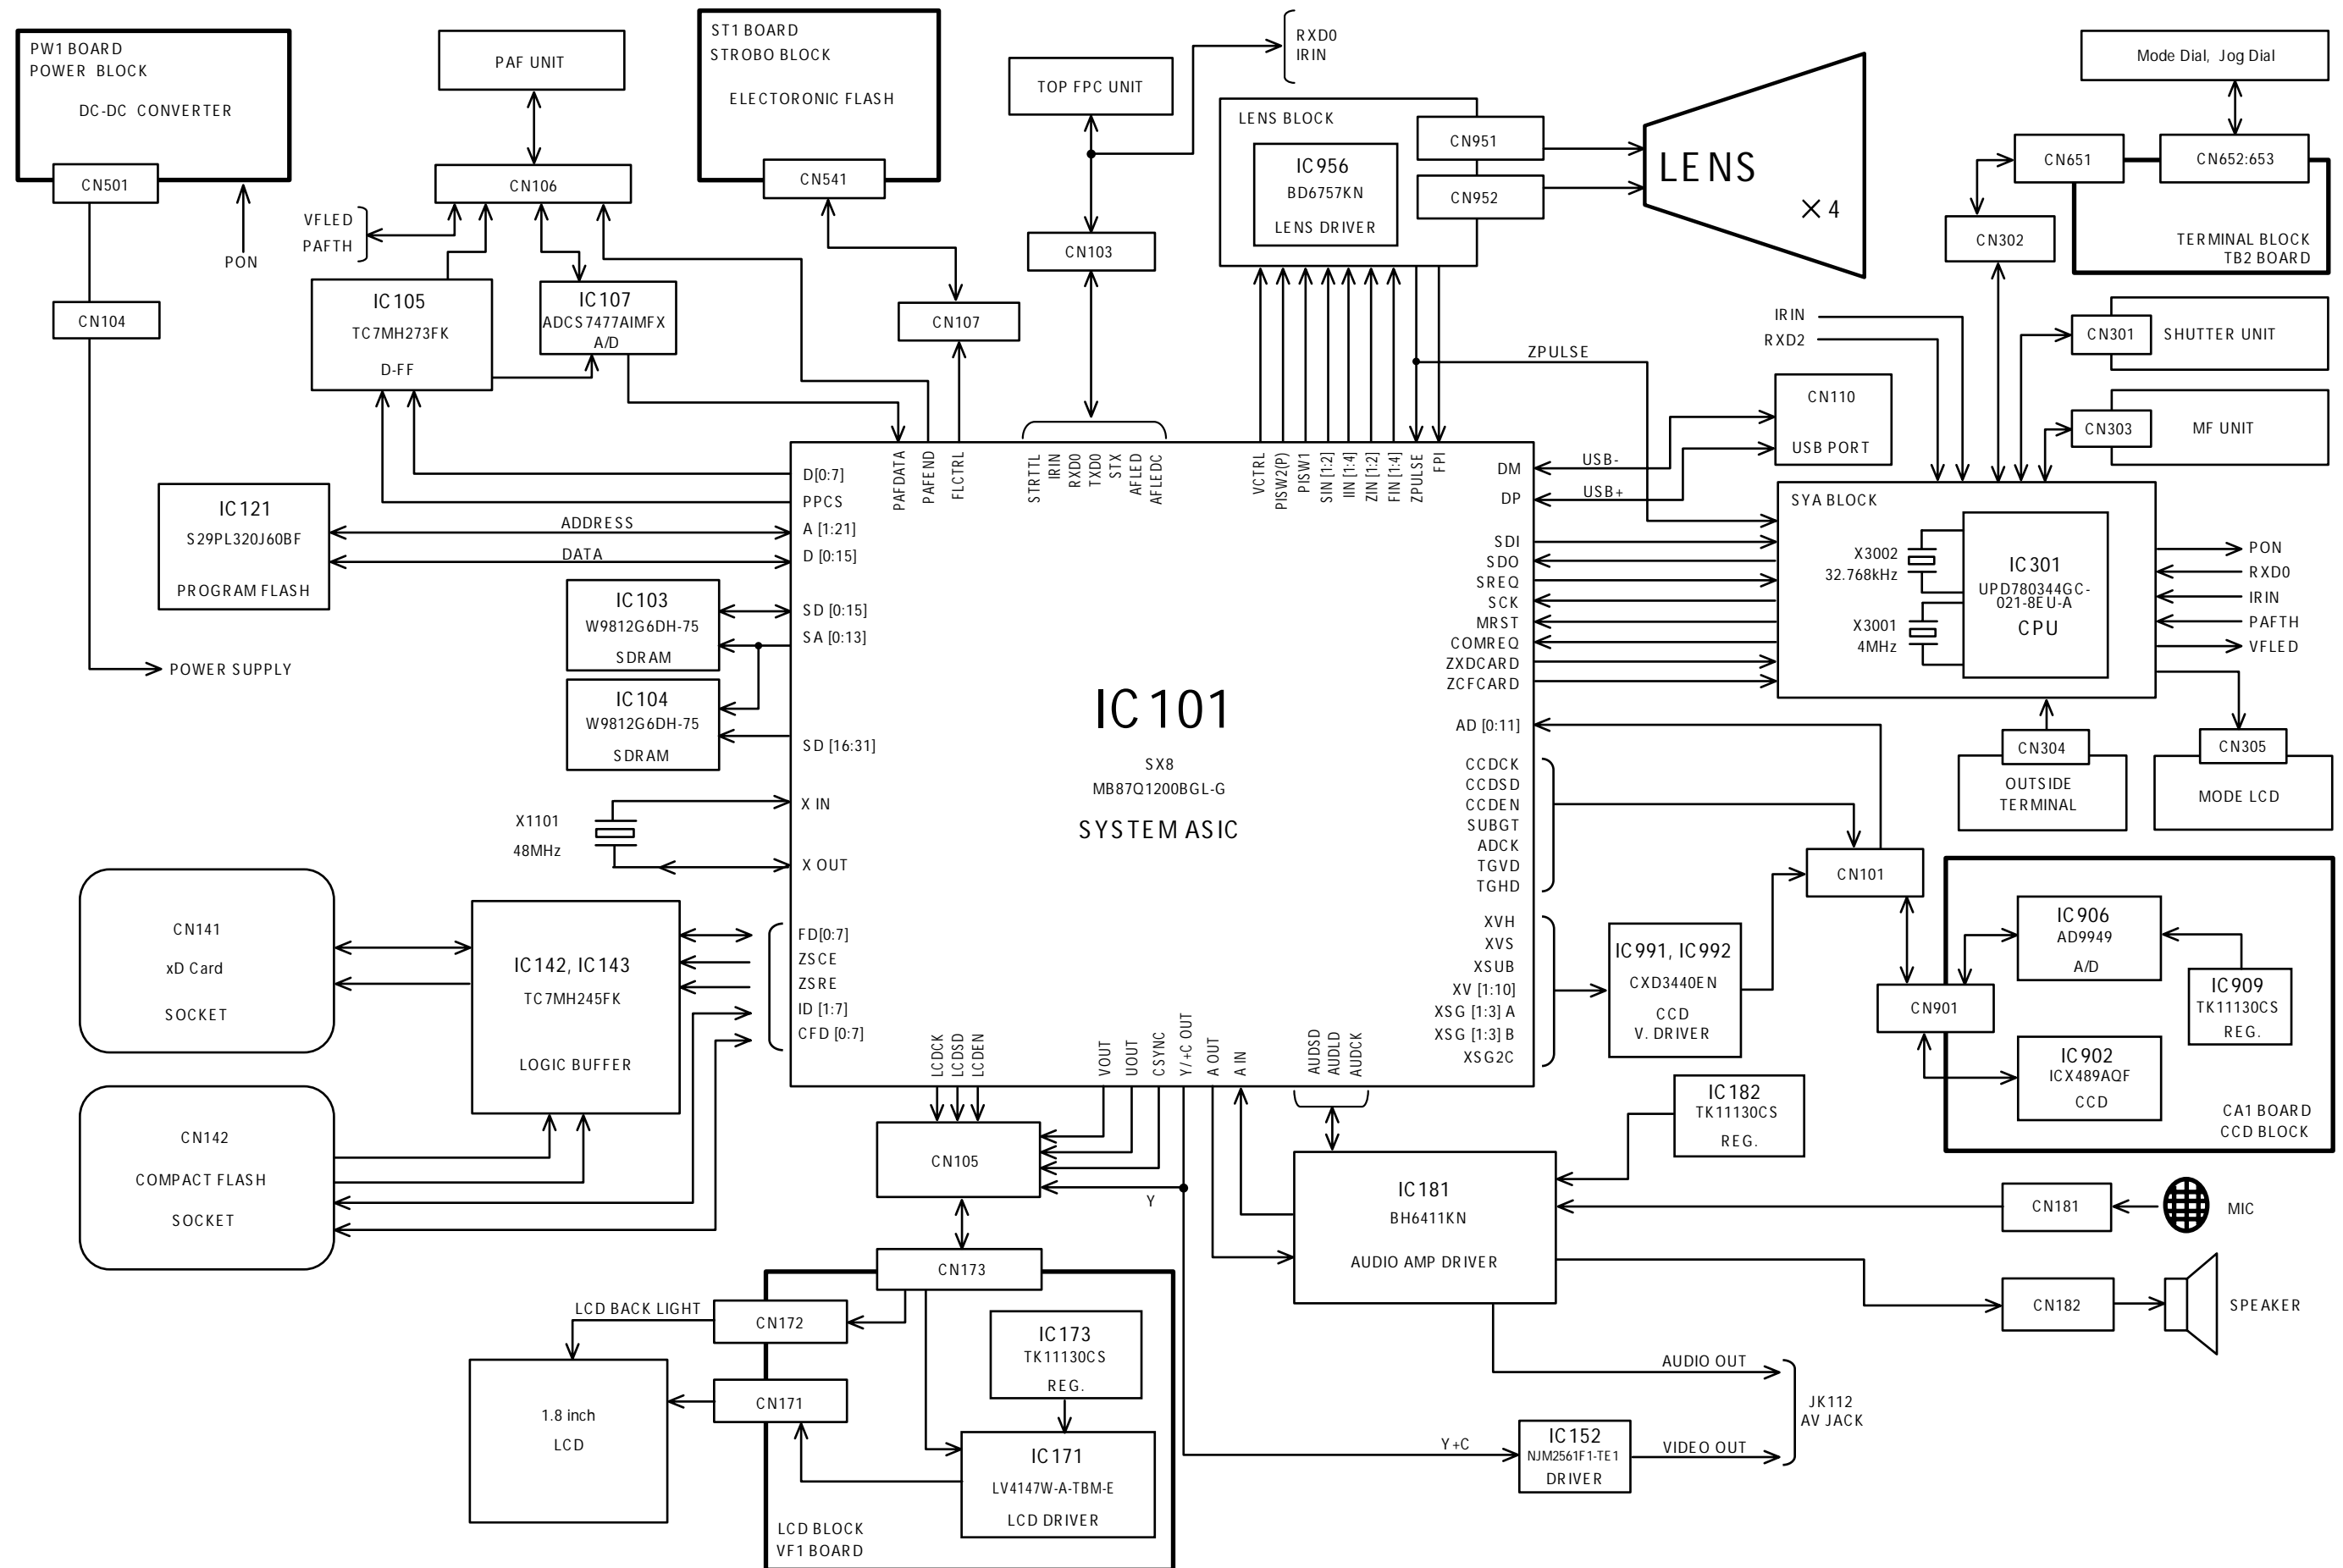 PW1 BOARD
POWER BLOCK
DC-DC CONVERTER
CN501
PON
CN104
POWER SUPPLY
PAF UNIT
CN106
VFLED
PAFTH
IC105
TC7MH273FK
D-FF
IC107
ADCS7477AIMFX
A/D
ST1 BOARD
STROBO BLOCK
ELECTORONIC FLASH
CN541
CN107
TOP FPC UNIT
CN103
RXD0
IRIN
LENS BLOCK
IC956
BD6757KN
LENS DRIVER
CN951
CN952
LENS
×4
Mode Dial, Jog Dial
CN651
CN652:653
TERMINAL BLOCK
TB2 BOARD
CN302
IRIN
RXD2
CN301
SHUTTER UNIT
CN303
MF UNIT
ZPULSE
CN110
USB PORT
USB-
USB+
SYA BLOCK
X3002
32.768kHz
X3001
4MHz
IC301
UPD780344GC-
021-8EU-A
CPU
PON
RXD0
IRIN
PAFTH
VFLED
CN304
OUTSIDE
TERMINAL
CN305
MODE LCD
IC121
S29PL320J60BF
PROGRAM FLASH
ADDRESS
DATA
IC103
W9812G6DH-75
SDRAM
IC104
W9812G6DH-75
SDRAM
X1101
48MHz
D[0:7]
PPCS
A [1:21]
D [0:15]
SD [0:15]
SA [0:13]
SD [16:31]
X IN
X OUT
FD[0:7]
ZSCE
ZSRE
ID [1:7]
CFD [0:7]
PAFDATA
PAFEND
FLCTRL
STRTTL
IRIN
RXD0
TXD0
STX
AFLED
AFLEDC
VCTRL
PISW2(P)
PISW1
SIN [1:2]
IIN [1:4]
ZIN [1:2]
FIN [1:4]
ZPULSE
FPI
DM
DP
SDI
SDO
SREQ
SCK
MRST
COMREQ
ZXDCARD
ZCFCARD
AD [0:11]
CCDCK
CCDSD
CCDEN
SUBGT
ADCK
TGVD
TGHD
XVH
XVS
XSUB
XV [1:10]
XSG [1:3] A
XSG [1:3] B
XSG2C
IC101
SX8
MB87Q1200BGL-G
SYSTEM ASIC
LCDCK
LCDSD
LCDEN
VOUT
UOUT
CSYNC
Y/+C OUT
A OUT
A IN
AUDSD
AUDLD
AUDCK
CN141
xD Card
SOCKET
IC142, IC143
TC7MH245FK
LOGIC BUFFER
CN142
COMPACT FLASH
SOCKET
IC991, IC992
CXD3440EN
CCD
V. DRIVER
CN101
CN901
IC906
AD9949
A/D
IC909
TK11130CS
REG.
IC902
ICX489AQF
CCD
CA1 BOARD
CCD BLOCK
IC182
TK11130CS
REG.
CN105
Y
IC181
BH6411KN
AUDIO AMP DRIVER
CN181
MIC
CN182
SPEAKER
CN173
LCD BACK LIGHT
CN172
CN171
1.8 inch
LCD
IC173
TK11130CS
REG.
IC171
LV4147W-A-TBM-E
LCD DRIVER
LCD BLOCK
VF1 BOARD
AUDIO OUT
Y+C
IC152
NJM2561F1-TE1
DRIVER
VIDEO OUT
JK112
AV JACK